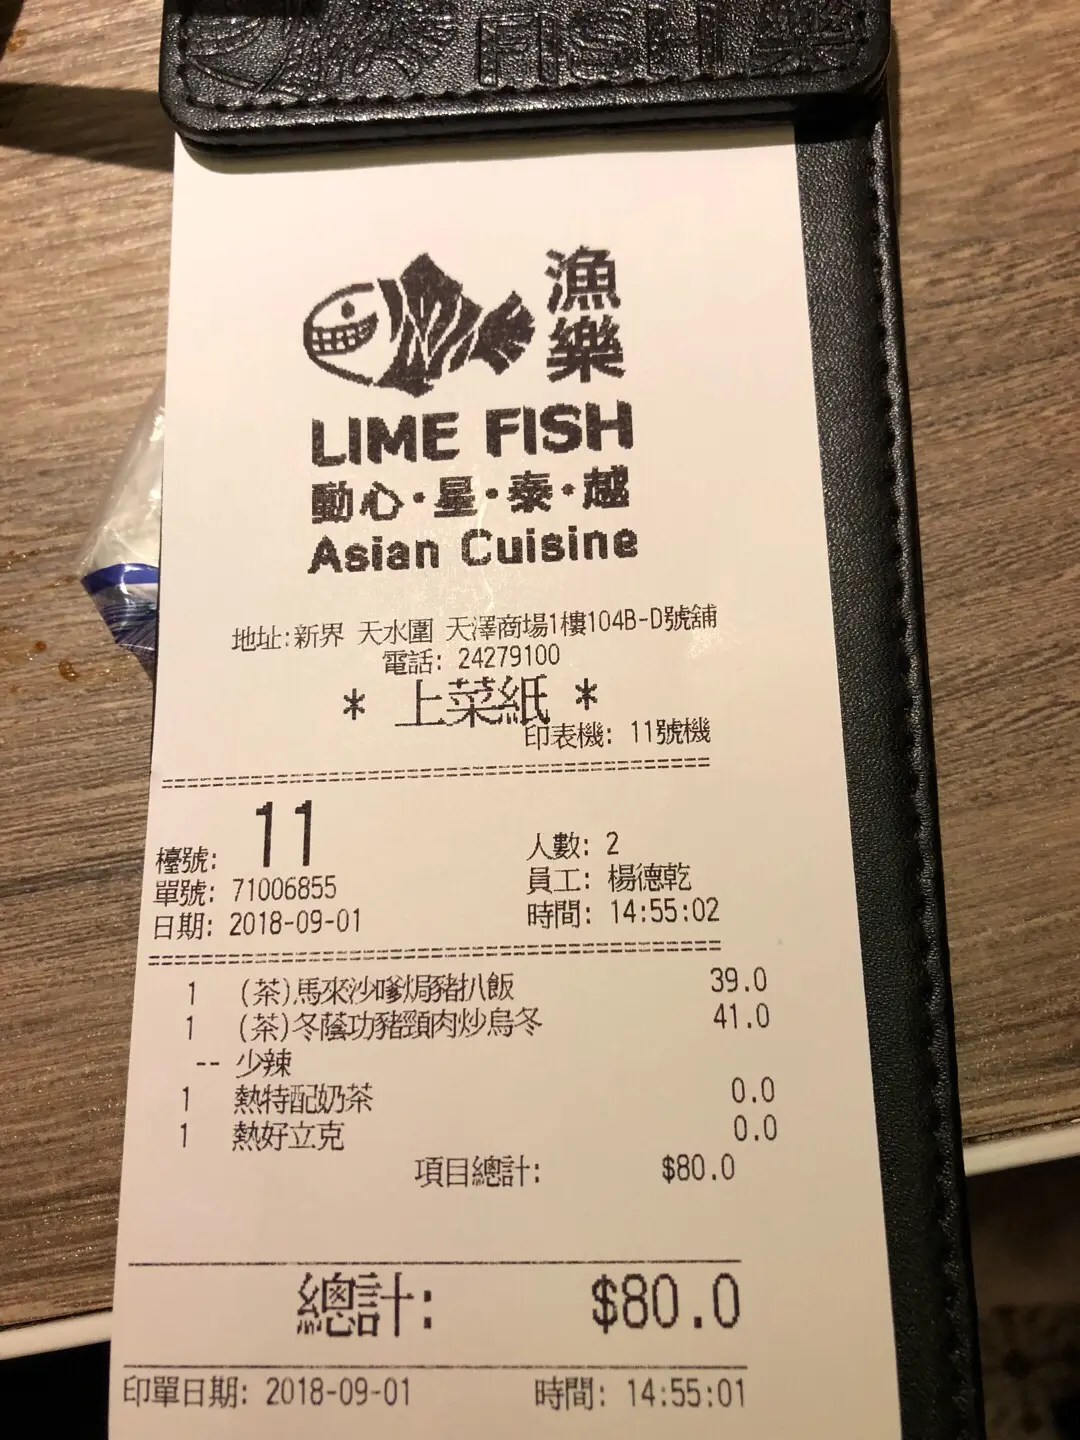 FISH 樂
漁樂
LIME FISH
動心·星·泰·越
Asian Cuisine
地址:新界 天水圍 天澤商場1樓104B-D號舖
電話: 24279100
* 上菜紙 *
印表機: 11號機
檯號: 11 人數: 2
單號: 71006855 員工: 楊德乾
日期: 2018-09-01 時間: 14:55:02
1 (茶)馬來沙嗲焗豬扒飯 39.0
1 (茶)冬蔭功豬頸肉炒烏冬 41.0
-- 少辣
1 熱特配奶茶 0.0
1 熱好立克 0.0
項目總計: $80.0
總計: $80.0
印單日期: 2018-09-01 時間: 14:55:01